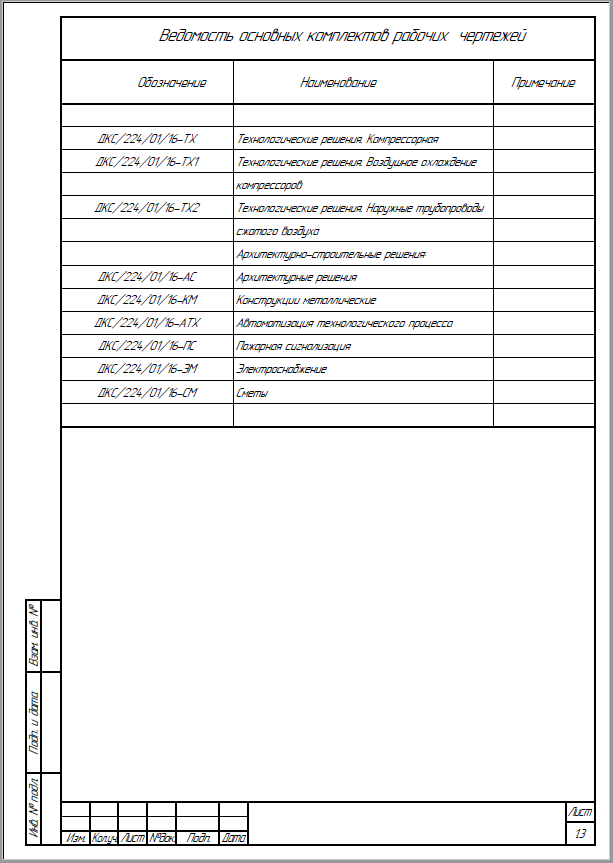 Ведомость основных комплектов рабочих чертежей
Обозначение Наименование Примечание
ДКС/224/01/16-ТХ Технологические решения. Компрессорная
ДКС/224/01/16-ТХ1 Технологические решения. Воздушное охлаждение
компрессоров
ДКС/224/01/16-ТХ2 Технологические решения. Наружные трубопроводы
сжатого воздуха
Архитектурно-строительные решения
ДКС/224/01/16-АС Архитектурные решения
ДКС/224/01/16-КМ Конструкции металлические
ДКС/224/01/16-АТХ Автоматизация технологического процесса
ДКС/224/01/16-ПС Пожарная сигнализация
ДКС/224/01/16-ЭМ Электроснабжение
ДКС/224/01/16-СМ Сметы
Взам. инв. №
Подп. и дата
Инв. № подл.
Лист
1.3
Изм. Колуч Лист №док. Подп. Дата